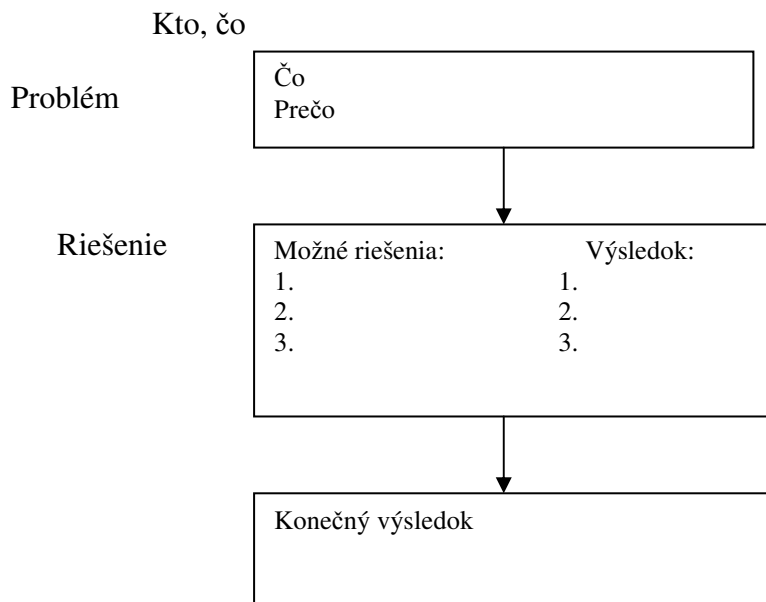 Kto, čo
Čo
Problém
Prečo
Riešenie
Možné riešenia: Výsledok:
1. 1.
2. 2.
3. 3.
Konečný výsledok